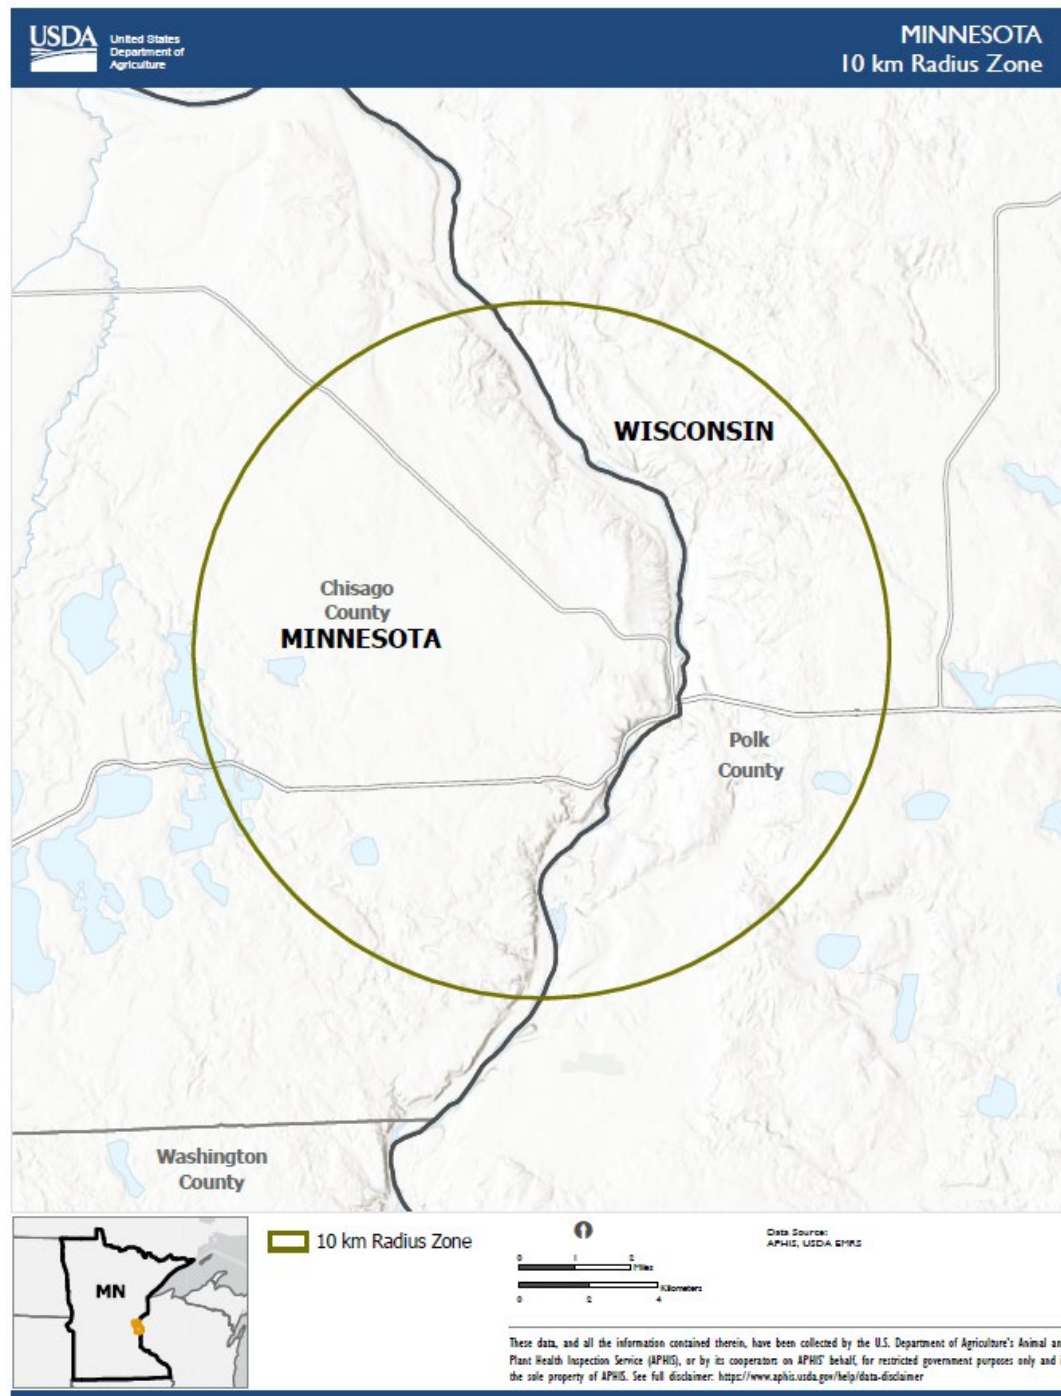 USDA
United States
Department of
Agriculture
MINNESOTA
10 km Radius Zone
WISCONSIN
Chisago
County
MINNESOTA
Polk
County
Washington
County
MN
10 km Radius Zone
0 1 2
Miles
Kilometers
0 2 4
Data Source:
APHIS, USDA EMRS
These data, and all the information contained therein, have been collected by the U.S. Department of Agriculture's Animal an
Plant Health Inspection Service (APHIS), or by its cooperators on APHIS' behalf, for restricted government purposes only and i
the sole property of APHIS. See full disclaimer: https://www.aphis.usda.gov/help/data-disclaimer